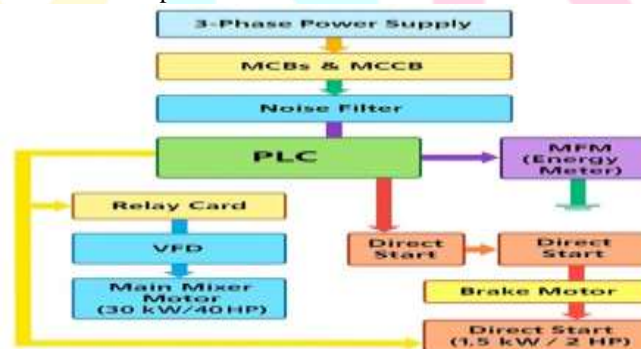 3-Phase Power Supply
MCBs & MCCB
Noise Filter
PLC
MFM
(Energy
Meter)
Relay Card
VFD
Main Mixer
Motor
(30 kW/40 HP)
Direct
Start
Direct
Start
Brake Motor
Direct Start
(1,5 kW / 2 HP)